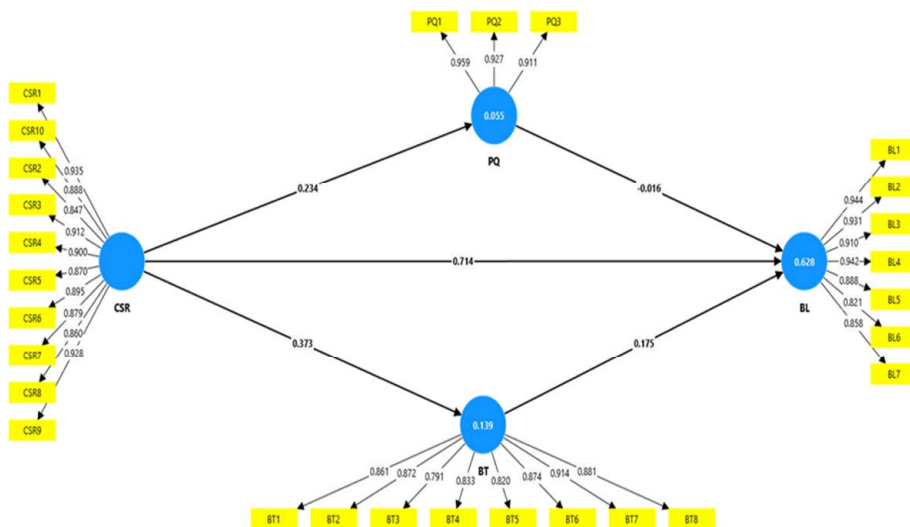 PQ1 PQ2 PQ3
0.959 0.927 0.911
0.055
PQ
CSR1
CSR10
CSR2
CSR3
CSR4
CSR5
CSR6
CSR7
CSR8
CSR9
0.935
0.888
0.847
0.912
0.900
0.870
0.895
0.879
0.860
0.928
CSR
0.234
-0.016
0.714
0.373
0.175
0.628
BL
0.944
0.931
0.910
0.942
0.888
0.821
0.858
BL1
BL2
BL3
BL4
BL5
BL6
BL7
0.139
BT
0.861 0.872 0.791 0.833 0.820 0.874 0.914 0.881
BT1 BT2 BT3 BT4 BT5 BT6 BT7 BT8